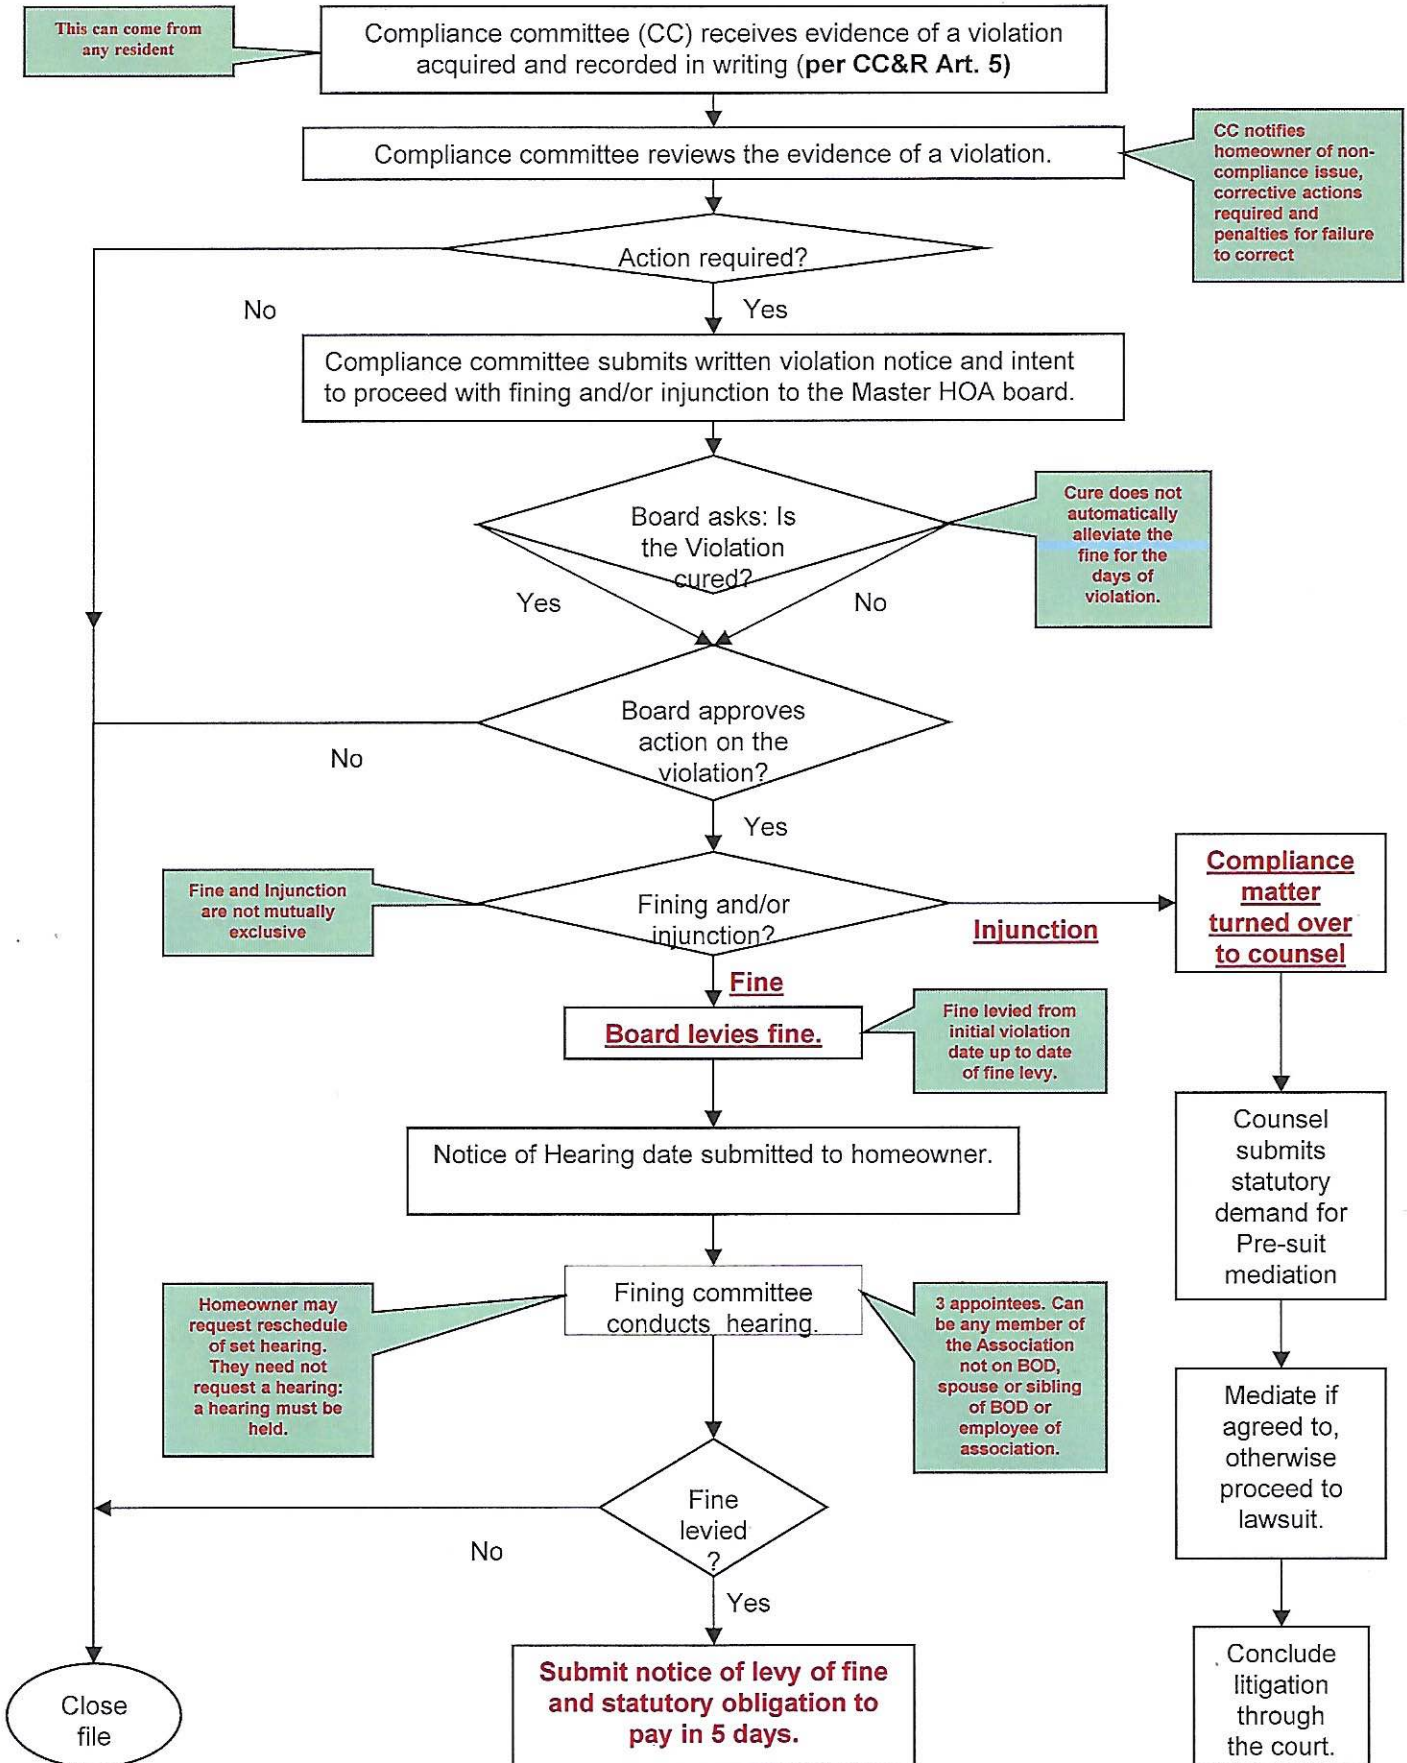 This can come from
any resident
Compliance committee (CC) receives evidence of a violation
acquired and recorded in writing (per CC&R Art. 5)
Compliance committee reviews the evidence of a violation.
CC notifies
homeowner of non-
compliance issue,
corrective actions
required and
penalties for failure
to correct
Action required?
No
Yes
Compliance committee submits written violation notice and intent
to proceed with fining and/or injunction to the Master HOA board.
Board asks: Is
the Violation
cured?
Cure does not
automatically
alleviate the
fine for the
days of
violation.
Yes
No
Board approves
action on the
violation?
No
Yes
Fine and Injunction
are not mutually
exclusive
Fining and/or
injunction?
Injunction
Compliance
matter
turned over
to counsel
Fine
Board levies fine.
Fine levied from
initial violation
date up to date
of fine levy.
Counsel
submits
statutory
demand for
Pre-suit
mediation
Notice of Hearing date submitted to homeowner.
Homeowner may
request reschedule
of set hearing.
They need not
request a hearing:
a hearing must be
held.
Fining committee
conducts hearing.
3 appointees. Can
be any member of
the Association
not on BOD,
spouse or sibling
of BOD or
employee of
association.
Mediate if
agreed to,
otherwise
proceed to
lawsuit.
Fine
levied
?
No
Yes
Submit notice of levy of fine
and statutory obligation to
pay in 5 days.
Conclude
litigation
through
the court.
Close
file